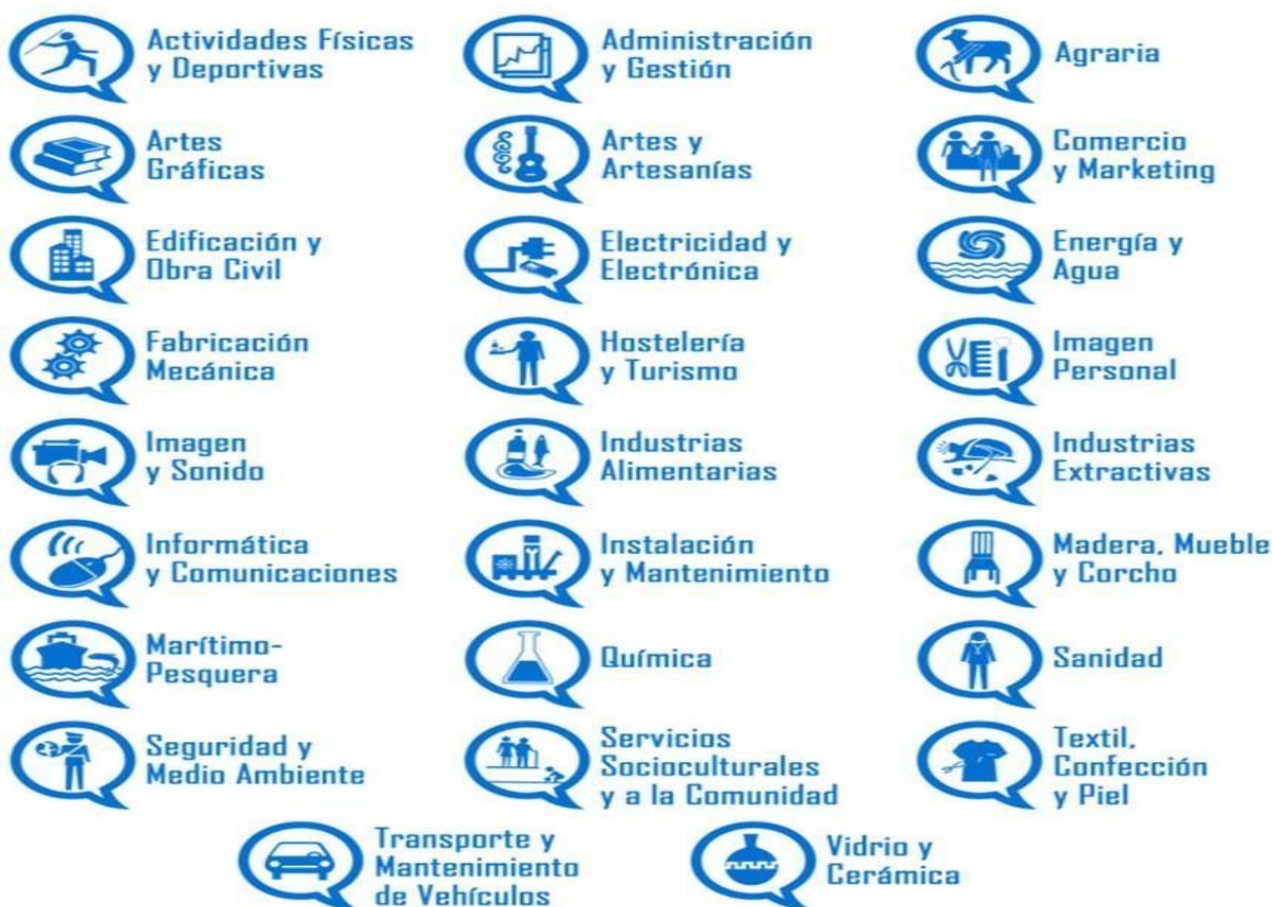 Actividades Físicas
y Deportivas
Administración
y Gestión
Agraria
Artes
Gráficas
Artes y
Artesanías
Comercio
y Marketing
Edificación y
Obra Civil
Electricidad y
Electrónica
Energía y
Agua
Fabricación
Mecánica
Hostelería
y Turismo
Imagen
Personal
Imagen
y Sonido
Industrias
Alimentarias
Industrias
Extractivas
Informática
y Comunicaciones
Instalación
y Mantenimiento
Madera, Mueble
y Corcho
Marítimo-
Pesquera
Química
Sanidad
Seguridad y
Medio Ambiente
Servicios
Socioculturales
y a la Comunidad
Textil,
Confección
y Piel
Transporte y
Mantenimiento
de Vehículos
Vidrio y
Cerámica